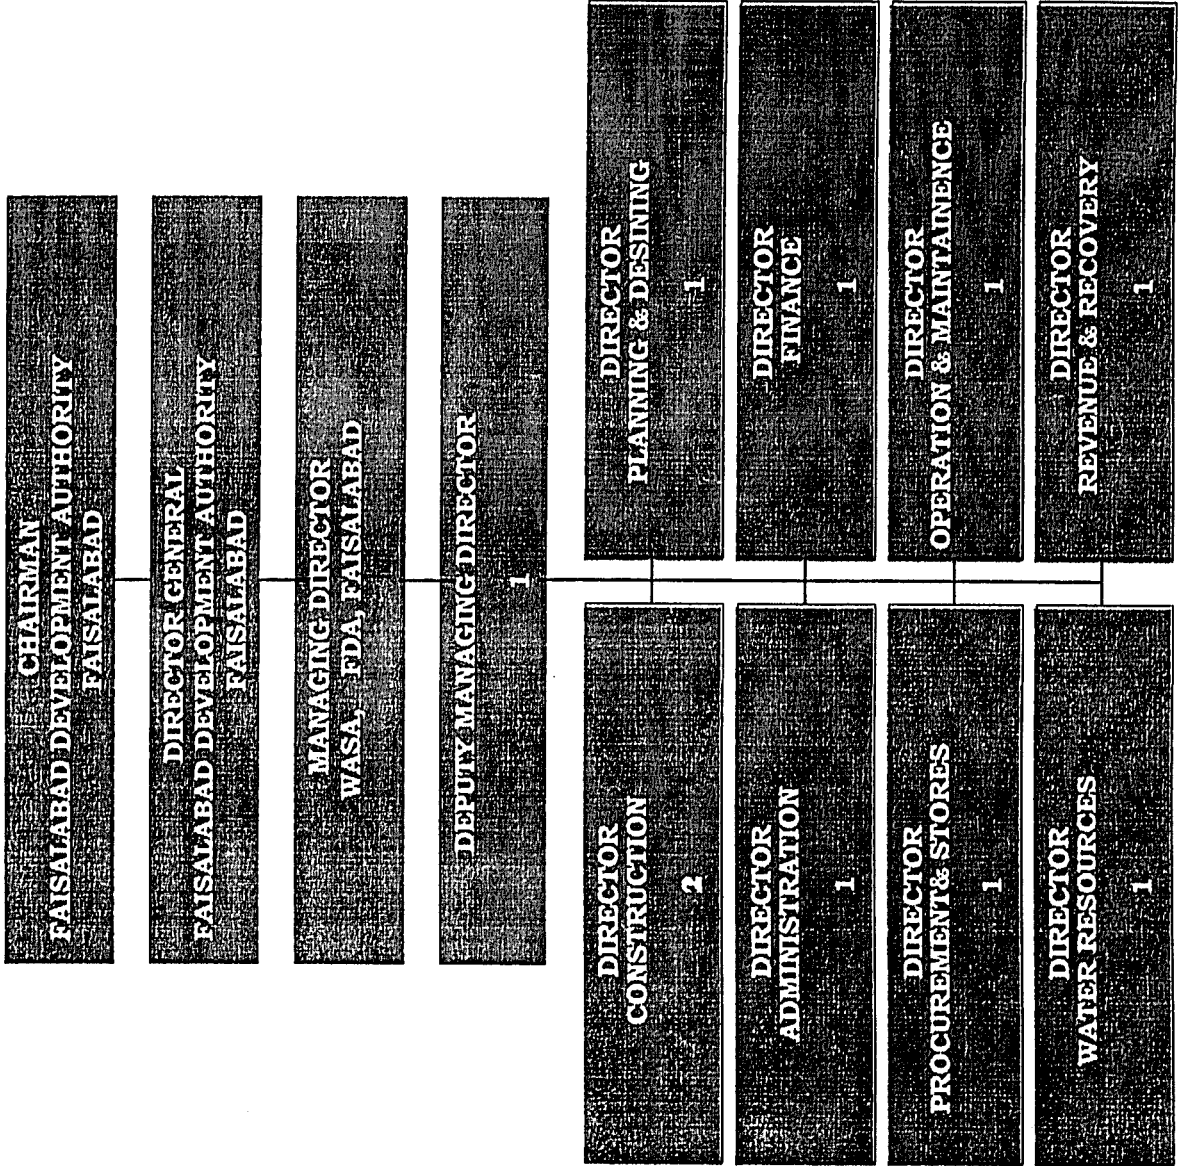 CHAIRMAN
FAISALABAD DEVELOPMENT AUTHORITY
FAISALABAD
DIRECTOR GENERAL
FAISALABAD DEVELOPMENT AUTHORITY
FAISALABAD
MANAGING DIRECTOR
WASA, FDA, FAISALABAD
DEPUTY MANAGING DIRECTOR
1
DIRECTOR
CONSTRUCTION
2
DIRECTOR
PLANNING & DESINING
1
DIRECTOR
ADMINISTRATION
1
DIRECTOR
FINANCE
1
DIRECTOR
PROCUREMENT& STORES
1
DIRECTOR
OPERATION & MAINTAINENCE
1
DIRECTOR
WATER RESOURCES
1
DIRECTOR
REVENUE & RECOVERY
1